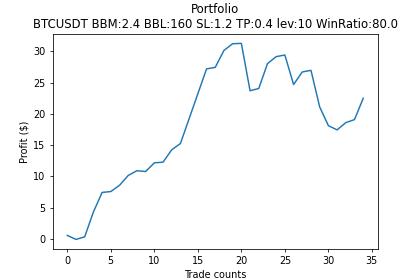 Portfolio
BTCUSDT BBM:2.4 BBL:160 SL:1.2 TP:0.4 lev:10 WinRatio:80.0
Profit ($)
30
25
20
15
10
5
0
0 5 10 15 20 25 30 35
Trade counts